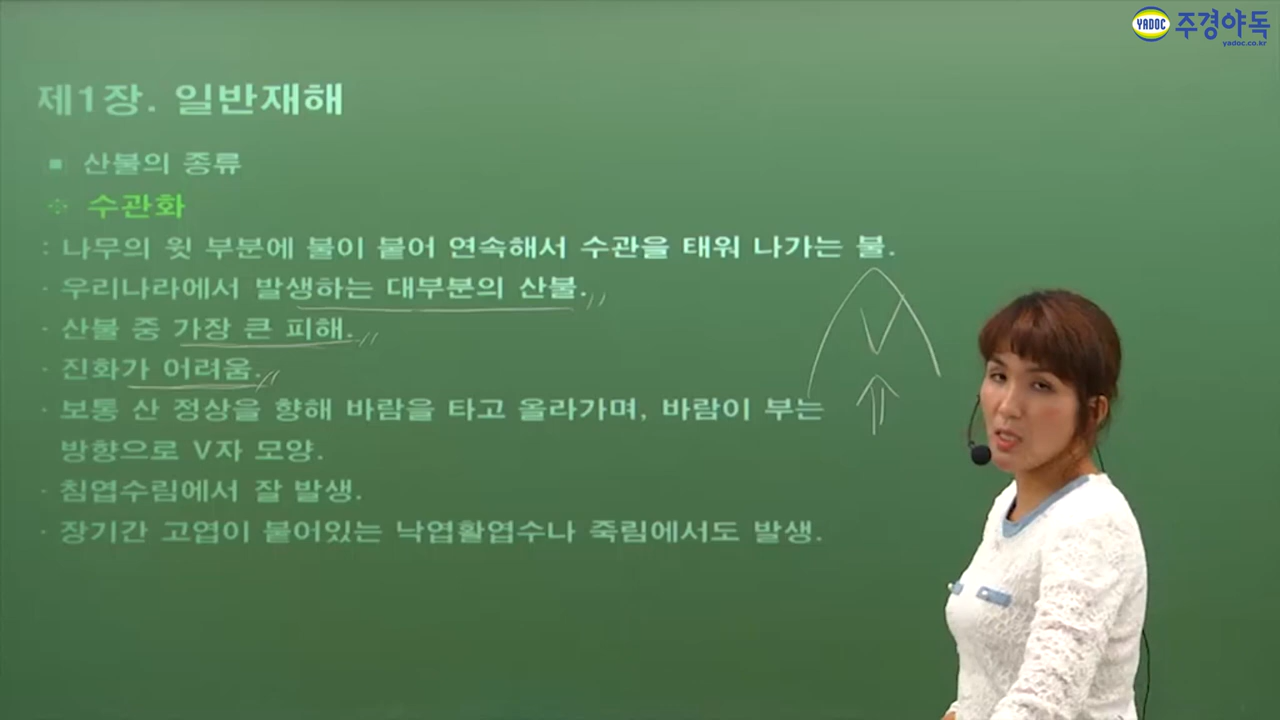 YADOC 주경야독
yadoc.co.kr
제1장. 일반재해
■ 산불의 종류
수관화
: 나무의 윗 부분에 불이 붙어 연속해서 수관을 태워 나가는 불.
· 우리나라에서 발생하는 대부분의 산불.
· 산불 중 가장 큰 피해.
· 진화가 어려움.
· 보통 산 정상을 향해 바람을 타고 올라가며, 바람이 부는
방향으로 V자 모양.
· 침엽수림에서 잘 발생.
· 장기간 고엽이 붙어있는 낙엽활엽수나 죽림에서도 발생.